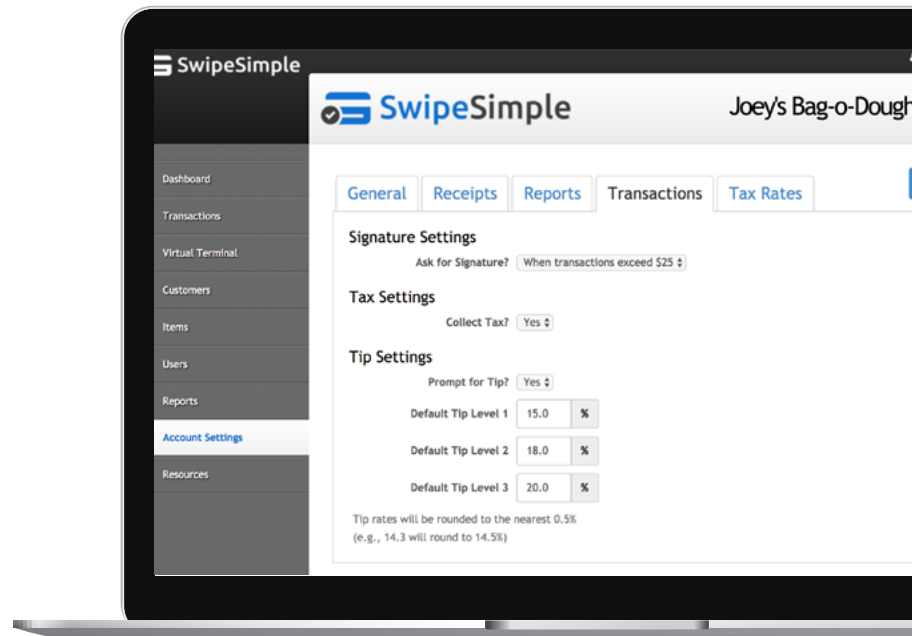 SwipeSimple
SwipeSimple
Joey's Bag-o-Dough
Dashboard
Transactions
Virtual Terminal
Customers
Items
Users
Reports
Account Settings
Resources
General
Receipts
Reports
Transactions
Tax Rates
Signature Settings
Ask for Signature? When transactions exceed $25
Tax Settings
Collect Tax? Yes
Tip Settings
Prompt for Tip? Yes
Default Tip Level 1 15.0 %
Default Tip Level 2 18.0 %
Default Tip Level 3 20.0 %
Tip rates will be rounded to the nearest 0.5%
(e.g., 14.3 will round to 14.5%)